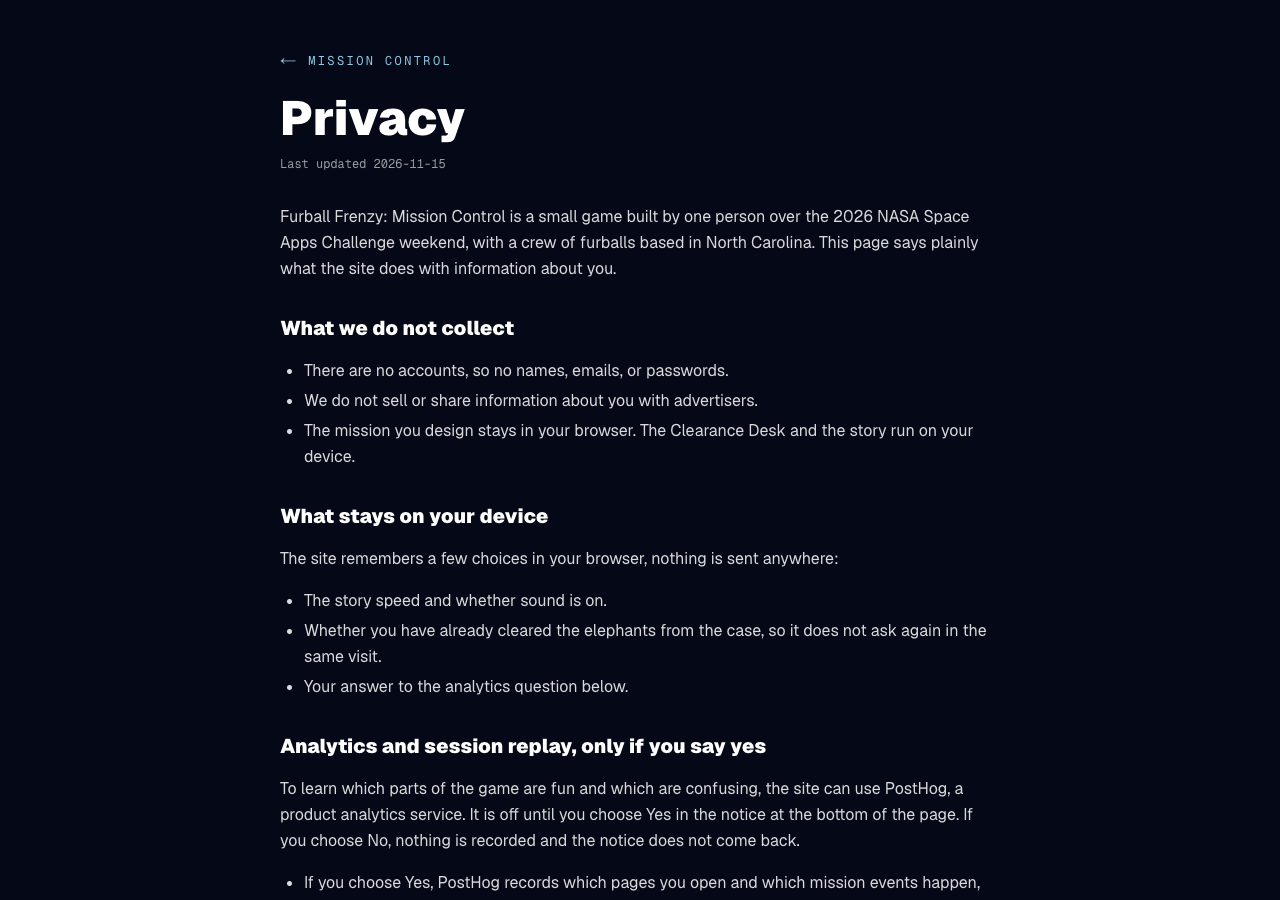 ← MISSION CONTROL
Privacy
Last updated 2026-11-15
Furball Frenzy: Mission Control is a small game built by one person over the 2026 NASA Space
Apps Challenge weekend, with a crew of furballs based in North Carolina. This page says plainly
what the site does with information about you.
What we do not collect
• There are no accounts, so no names, emails, or passwords.
• We do not sell or share information about you with advertisers.
• The mission you design stays in your browser. The Clearance Desk and the story run on your
device.
What stays on your device
The site remembers a few choices in your browser, nothing is sent anywhere:
• The story speed and whether sound is on.
• Whether you have already cleared the elephants from the case, so it does not ask again in the
same visit.
• Your answer to the analytics question below.
Analytics and session replay, only if you say yes
To learn which parts of the game are fun and which are confusing, the site can use PostHog, a
product analytics service. It is off until you choose Yes in the notice at the bottom of the page. If
you choose No, nothing is recorded and the notice does not come back.
• If you choose Yes, PostHog records which pages you open and which mission events happen,